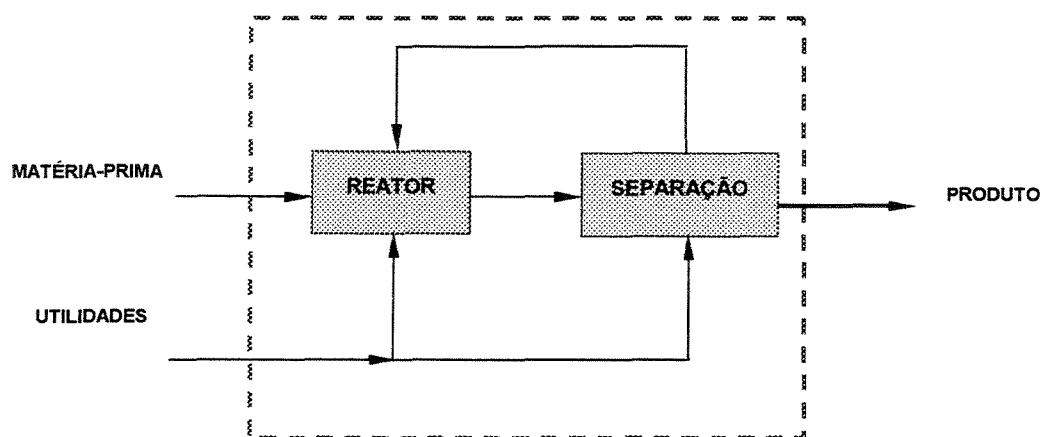 MATÉRIA-PRIMA
REATOR
SEPARAÇÃO
PRODUTO
UTILIDADES